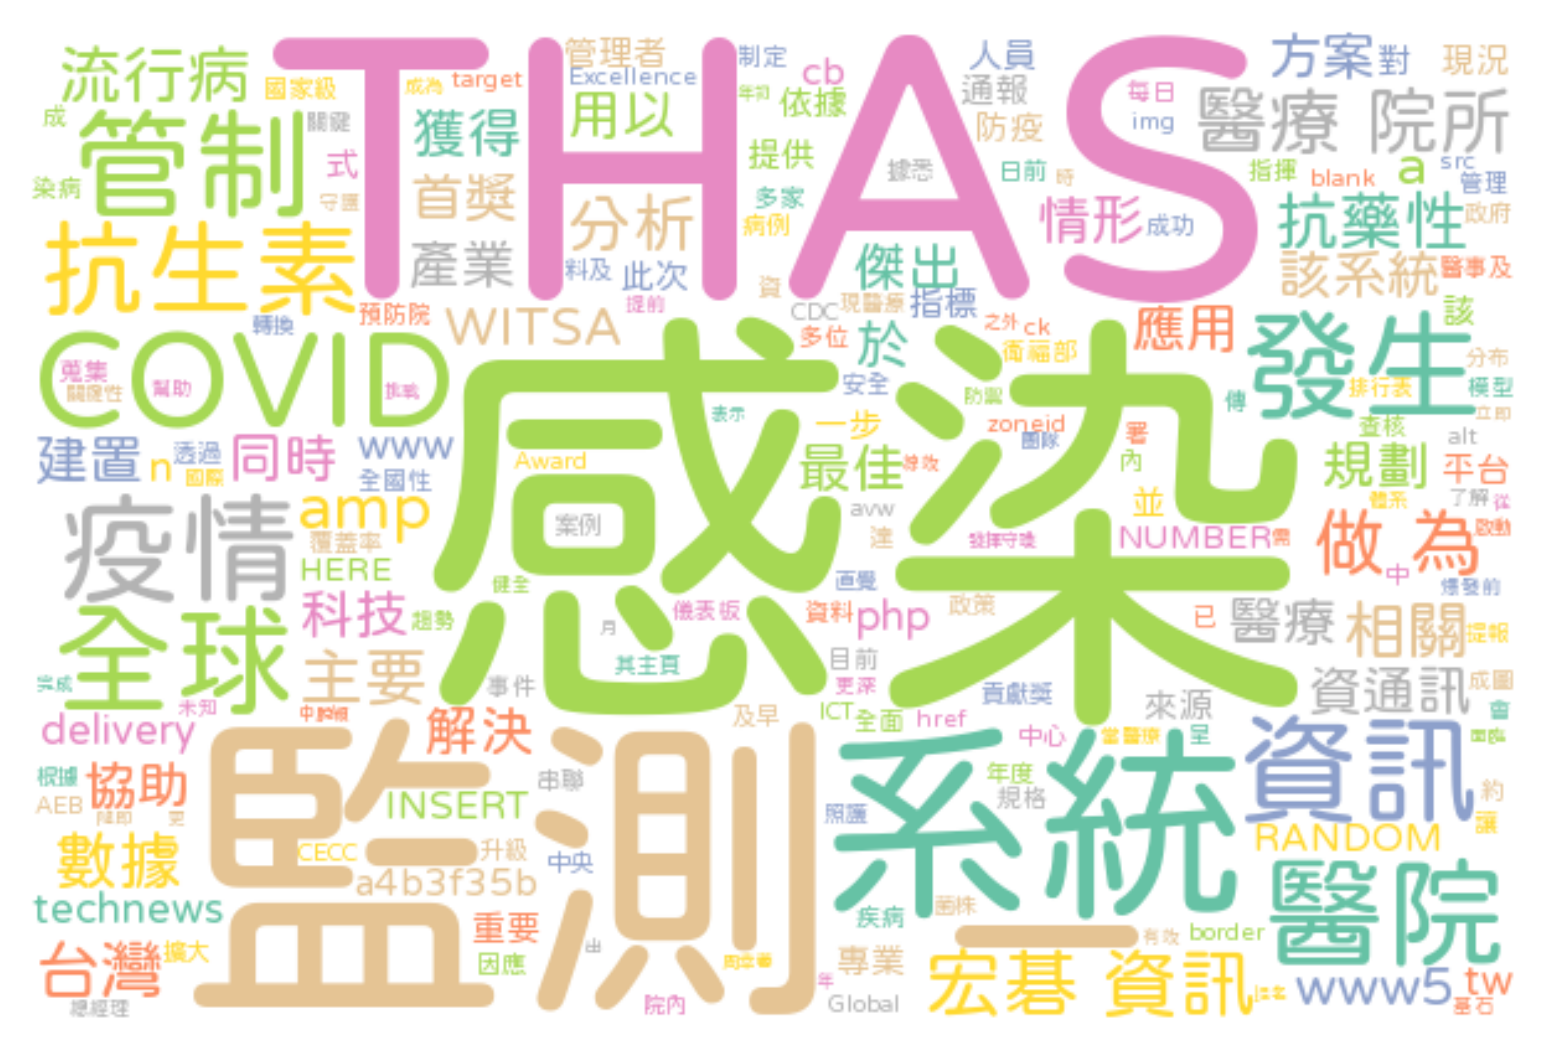 THAS
感染
監測
系統
COVID
管制
抗生素
疫情
全球
發生
資訊
醫院
流行病
國家級
成為
target
管理者
Excellence
制定
cb
人員
方案
對
現況
成
關鍵
獲得
用以
年初
依據
通報
每日
醫療 院所
img
防疫
式
提供
據悉
日前
時
指揮
blank
a
src
管理
染病
守護
首獎
分析
多家
病例
情形
成功
抗藥性
政府
產業
料及
此次
資
傑出
該系統
醫事及
提前
CDC
現醫療
指標
轉換
預防院
WITSA
多位
於
之外
ck
衛福部
應用
該
蒐集
關鍵性
幫助
挑戰
安全
防禦
傳
排行表
模型
分布
立即
表示
一步
zoneid
團隊
署
查核
alt
建置
n
透過
國際
同時
www
全國性
Award
最佳
內
規劃
平台
amp
覆蓋率
案例
avw
並
體系
了解
從
達
發揮守護
NUMBER
需
做 為
啟動
HERE
健全
直覺
中
爆發前
科技
趨勢
月
儀表板
資料
php
政策
已
醫療
相關
提報
主要
其主頁
目前
事件
更深
貢獻獎
來源
資通訊
成圖
完成
未知
delivery
解決
及早
ICT
全面
href
中心
當醫療
呈
會
根據
協助
AEB
更
INSERT
串聯
年度
規格
照護
約
讓
數據
CECC
升級
中央
RANDOM
a4b3f35b
technews
重要
疾病
菌株
有效
border
台灣
擴大
因應
出
專業
宏碁 資訊
www5
tw
總經理
院內
年
Global
基石